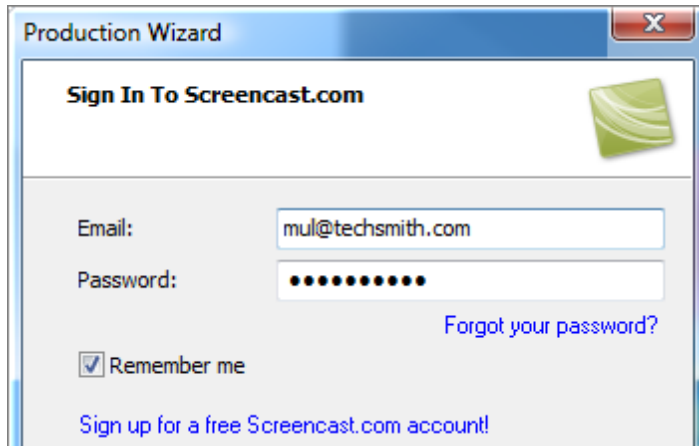 Production Wizard
Sign In To Screencast.com
Email: mul@techsmith.com
Password: ●●●●●●●●●●
Forgot your password?
Remember me
Sign up for a free Screencast.com account!